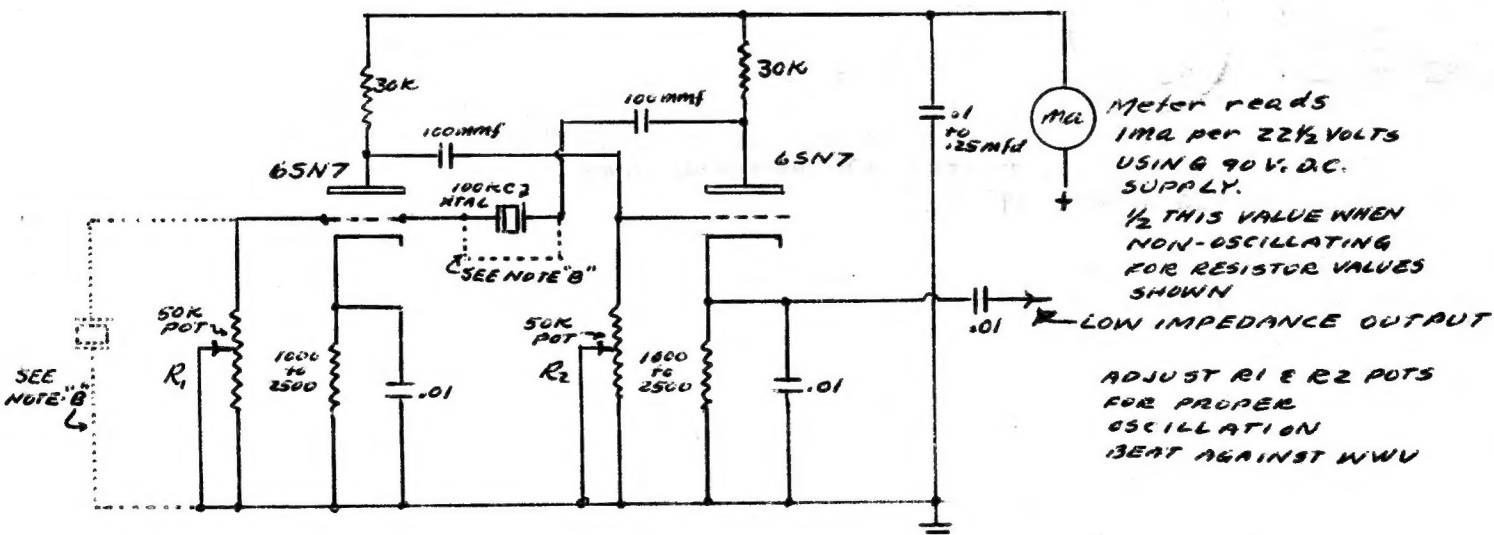 30K
30K
100mmf
100mmf
.01
to
.25mfd
Ma
Meter reads
1Ma per 22½ VOLTS
USING 90 V. D.C.
SUPPLY.
+
½ THIS VALUE WHEN
NON-OSCILLATING
FOR RESISTOR VALUES
SHOWN
6SN7
6SN7
100KC
XTAL
SEE NOTE "B"
50K
POT
R1
1000
to
2500
.01
50K
POT
R2
1000
to
2500
.01
.01
LOW IMPEDANCE OUTPUT
SEE
NOTE "B"
ADJUST R1 & R2 POTS
FOR PROPER
OSCILLATION
BEAT AGAINST WWV